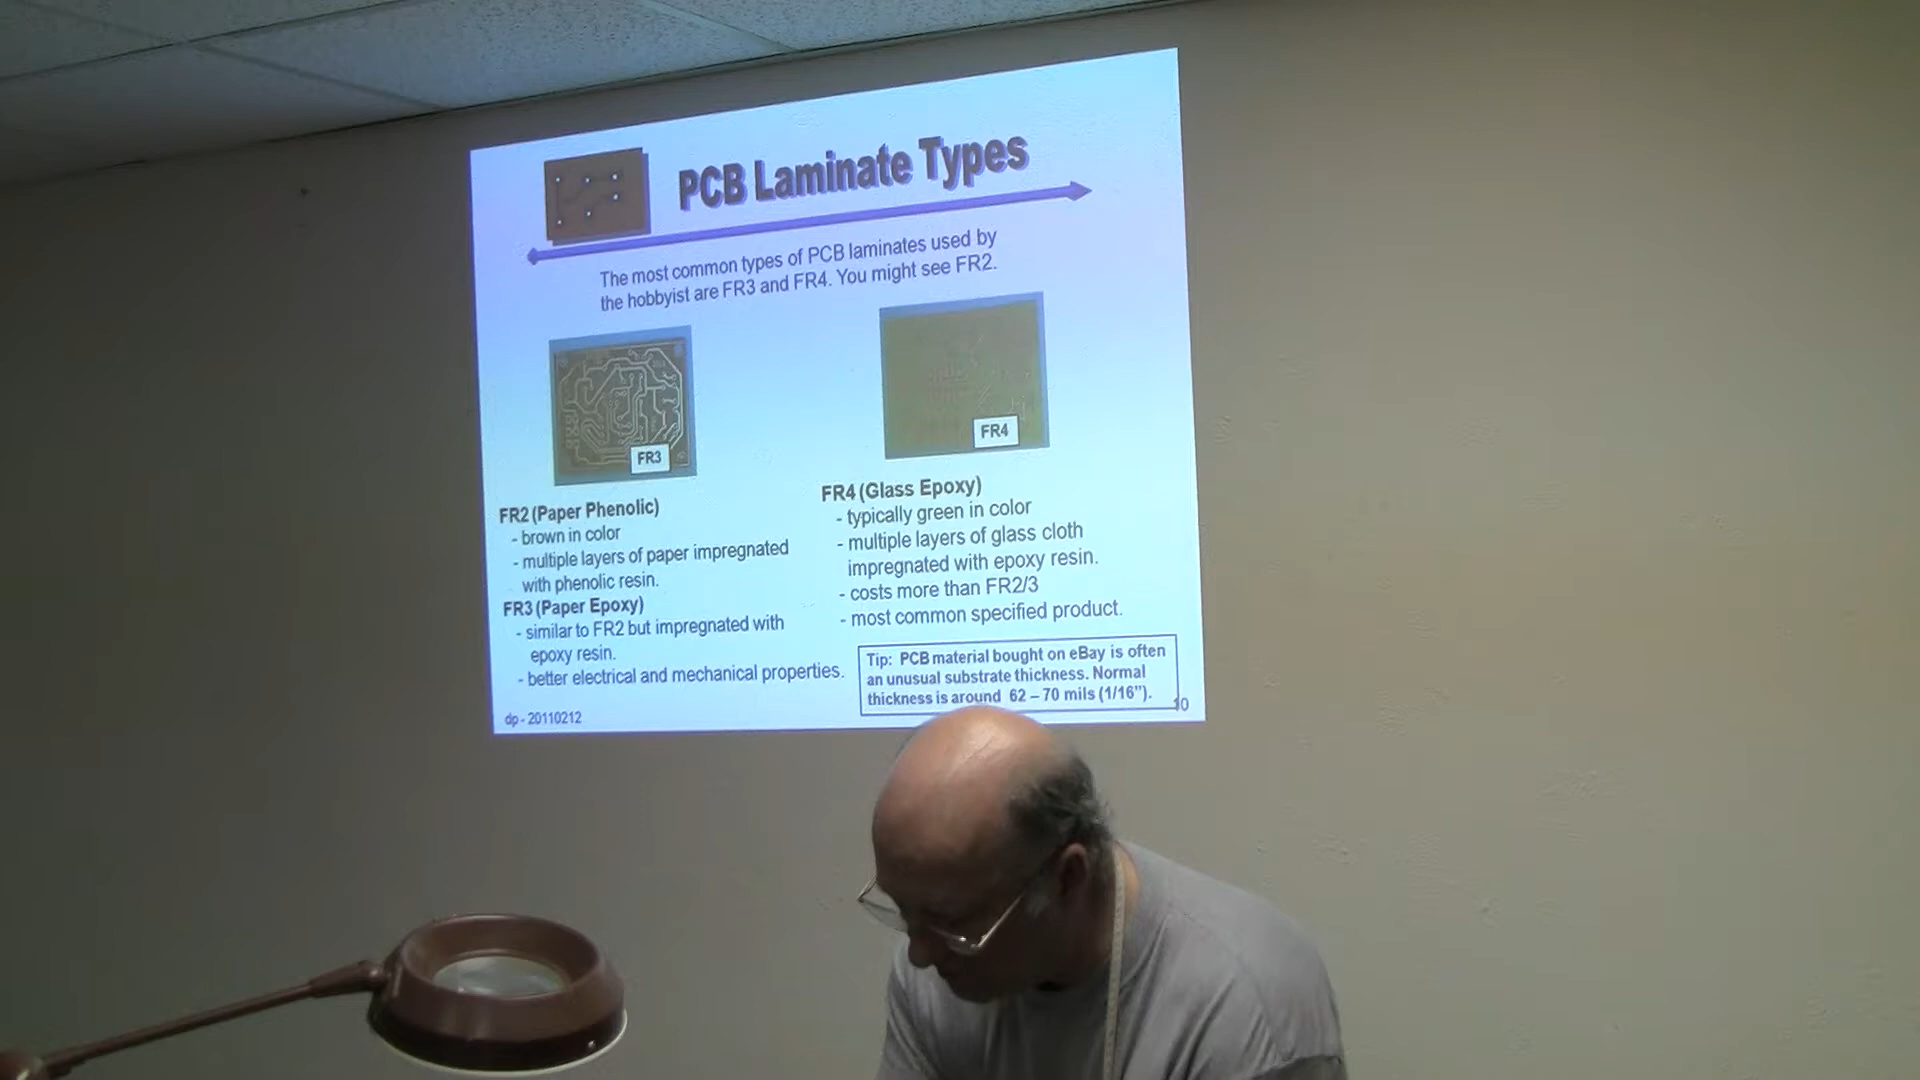 PCB Laminate Types
The most common types of PCB laminates used by
the hobbyist are FR3 and FR4. You might see FR2.
FR3
FR4
FR2 (Paper Phenolic)
- brown in color
- multiple layers of paper impregnated
with phenolic resin.
FR3 (Paper Epoxy)
- similar to FR2 but impregnated with
epoxy resin.
- better electrical and mechanical properties.
FR4 (Glass Epoxy)
- typically green in color
- multiple layers of glass cloth
impregnated with epoxy resin.
- costs more than FR2/3
- most common specified product.
Tip: PCB material bought on eBay is often
an unusual substrate thickness. Normal
thickness is around 62 – 70 mils (1/16”).
dp - 20110212
10